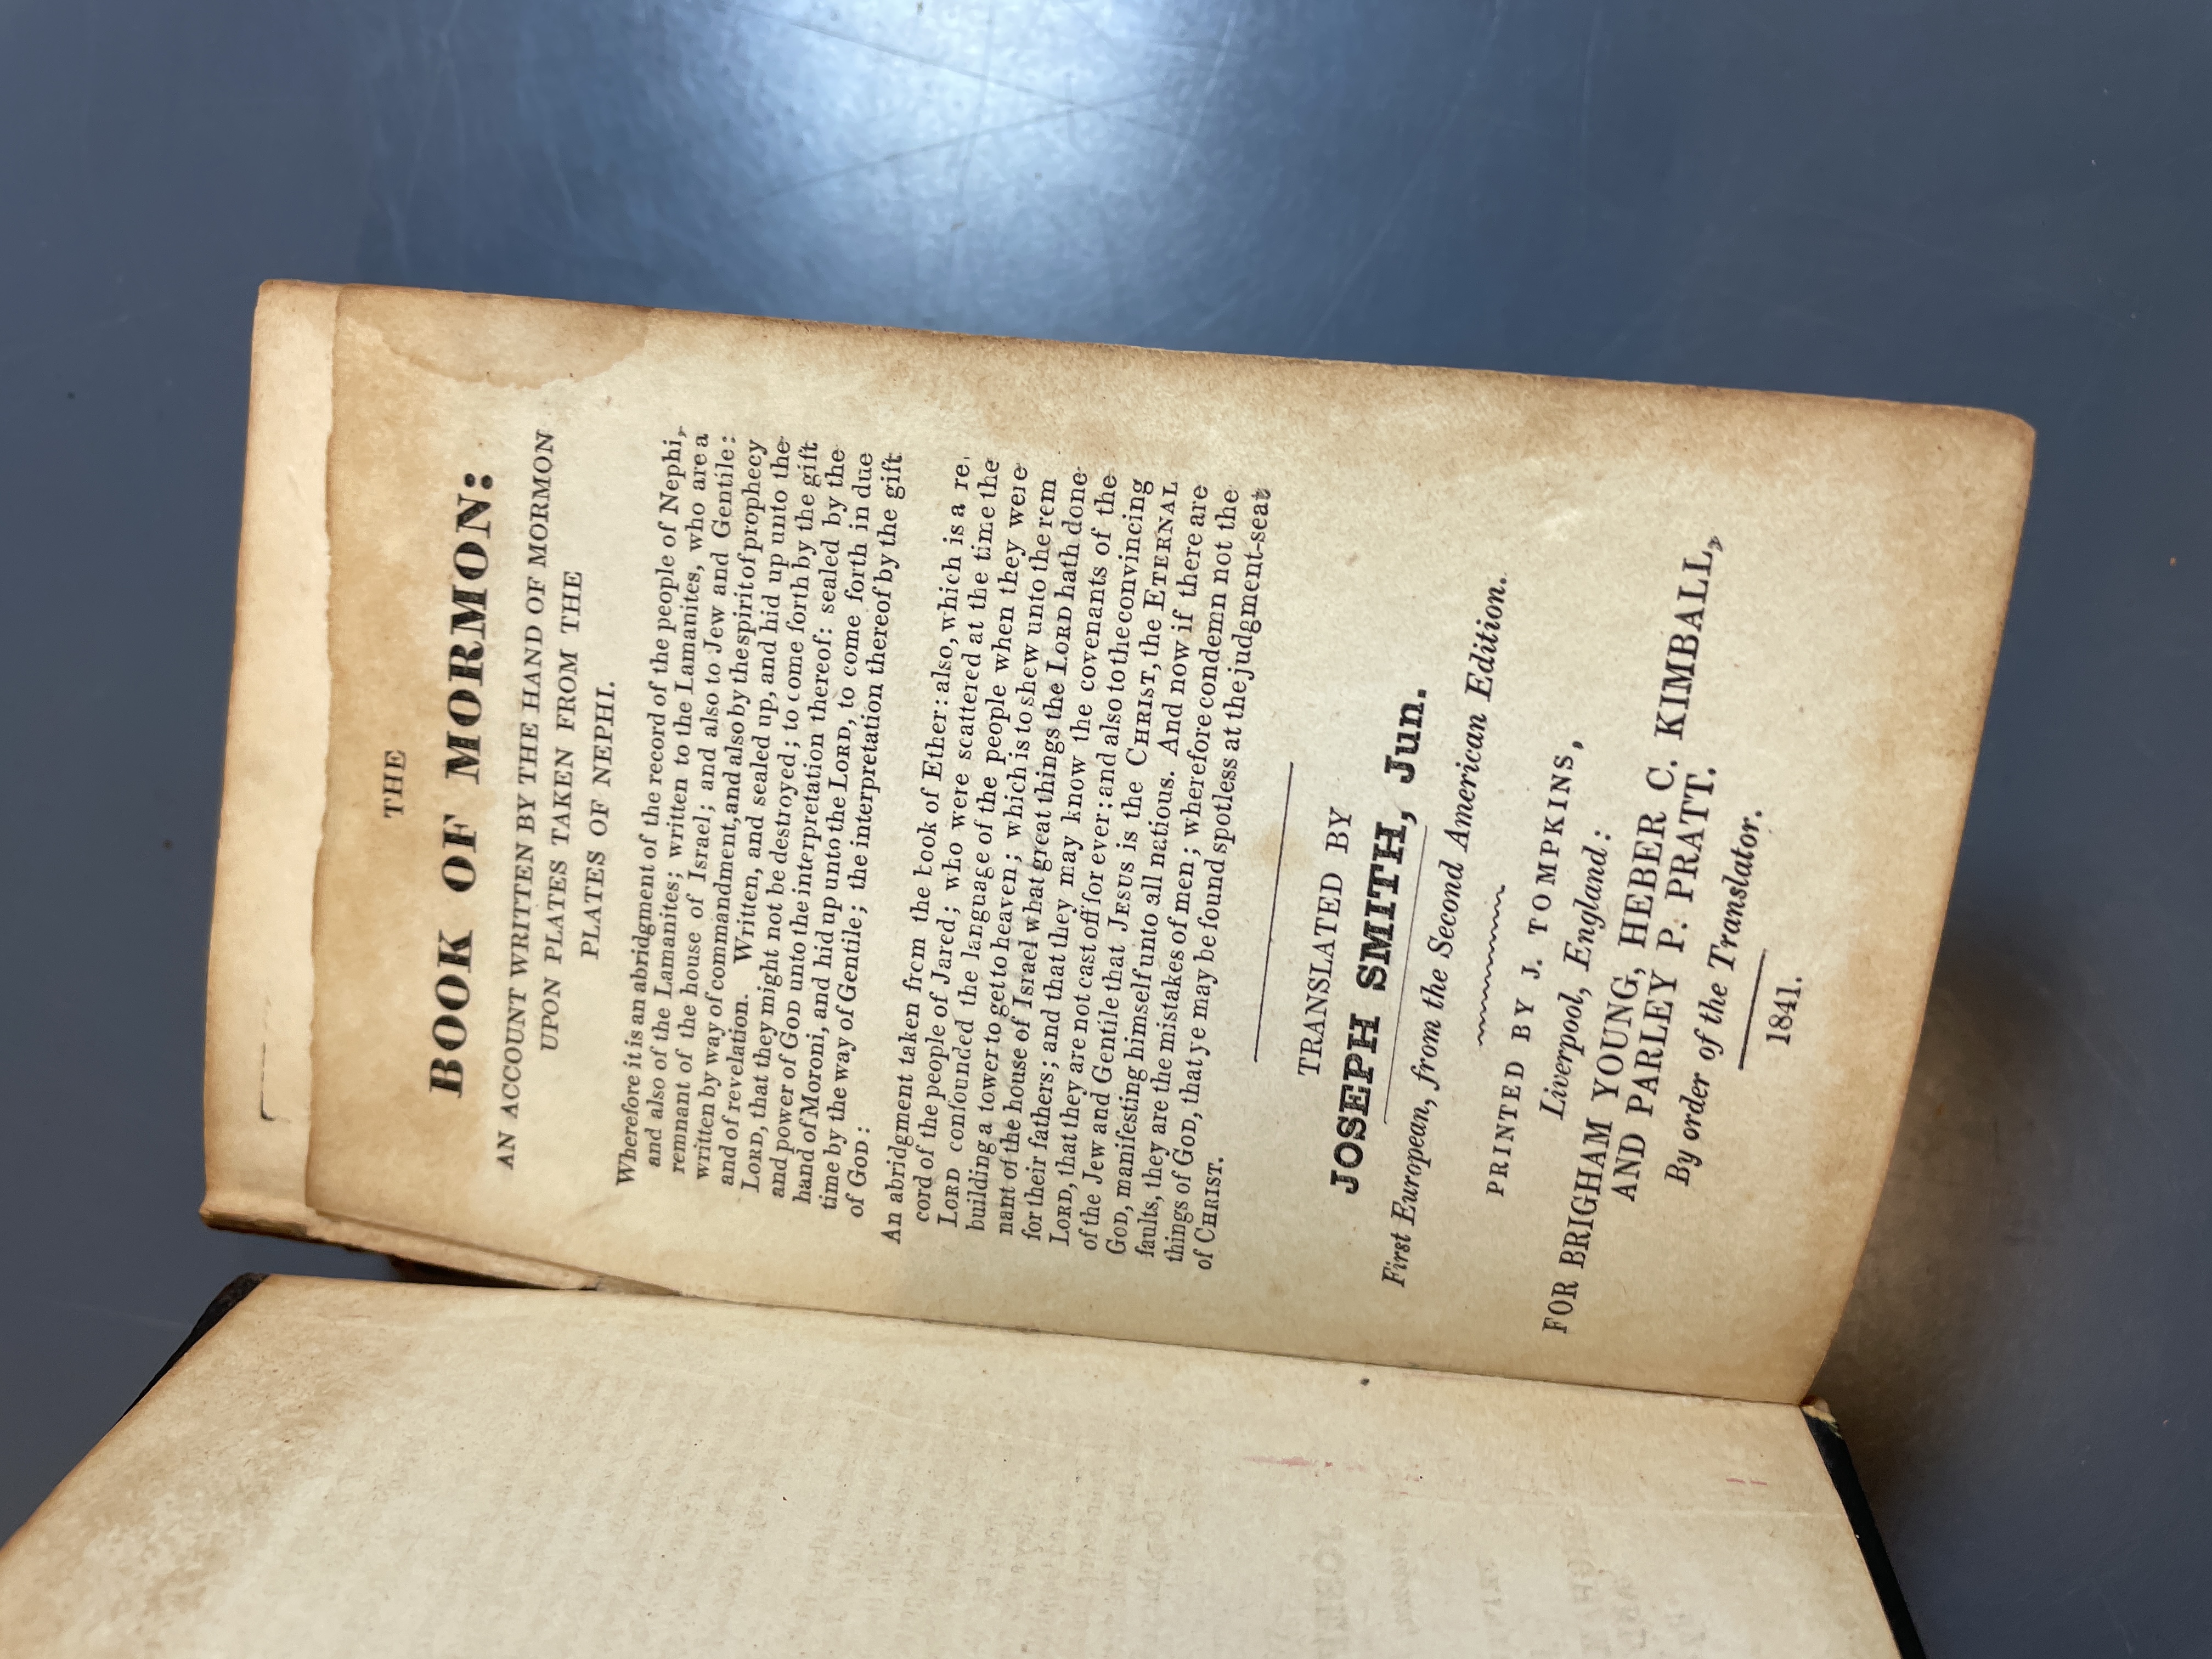 THE
BOOK OF MORMON:
AN ACCOUNT WRITTEN BY THE HAND OF MORMON
UPON PLATES TAKEN FROM THE
PLATES OF NEPHI.
Wherefore it is an abridgment of the record of the people of Nephi,
and also of the Lamanites; written to the Lamanites, who are a
remnant of the house of Israel; and also to Jew and Gentile:
written by way of commandment, and also by the spirit of prophecy
and of revelation. Written, and sealed up, and hid up unto the
LORD, that they might not be destroyed; to come forth by the gift
and power of GOD unto the interpretation thereof: sealed by the
hand of Moroni, and hid up unto the LORD, to come forth in due
time by the way of Gentile; the interpretation thereof by the gift
of GOD:
An abridgment taken frcm the book of Ether: also, which is a re
cord of the people of Jared; who were scattered at the time the
LORD confounded the language of the people when they were
building a tower to get to heaven; which is to shew unto the rem
nant of the house of Israel what great things the LORD hath done
for their fathers; and that they may know the covenants of the
LORD, that they are not cast off for ever: and also to the convincing
of the Jew and Gentile that JESUS is the CHRIST, the ETERNAL
GOD, manifesting himself unto all nations. And now if there are
faults, they are the mistakes of men; wherefore condemn not the
things of GOD, that ye may be found spotless at the judgment-seat
of CHRIST.
TRANSLATED BY
JOSEPH SMITH, Jun.
First European, from the Second American Edition.
PRINTED BY J. TOMPKINS,
Liverpool, England:
FOR BRIGHAM YOUNG, HEBER C. KIMBALL,
AND PARLEY P. PRATT.
By order of the Translator.
1841.